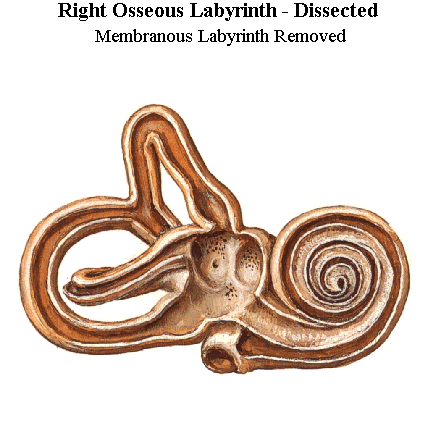 Right Osseous Labyrinth - Dissected
Membranous Labyrinth Removed